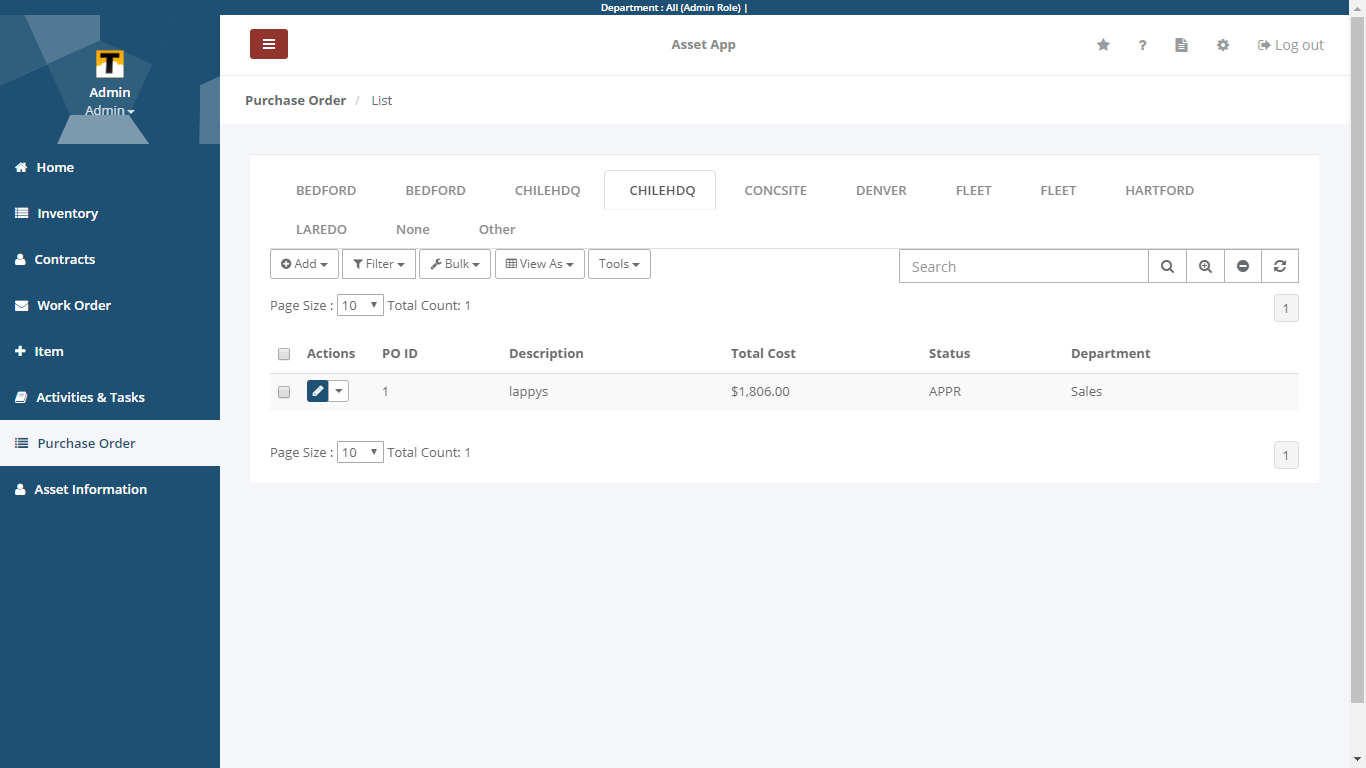 Department : All (Admin Role) |
T
Admin
Admin
Asset App
?
Log out
Purchase Order / List
Home
Inventory
Contracts
Work Order
Item
Activities & Tasks
Purchase Order
Asset Information
BEDFORD BEDFORD CHILEHDQ CHILEHDQ CONCSITE DENVER FLEET FLEET HARTFORD
LAREDO None Other
Add Filter Bulk View As Tools Search
Page Size : 10 Total Count: 1 1
Actions PO ID Description Total Cost Status Department
1 lappys $1,806.00 APPR Sales
Page Size : 10 Total Count: 1 1